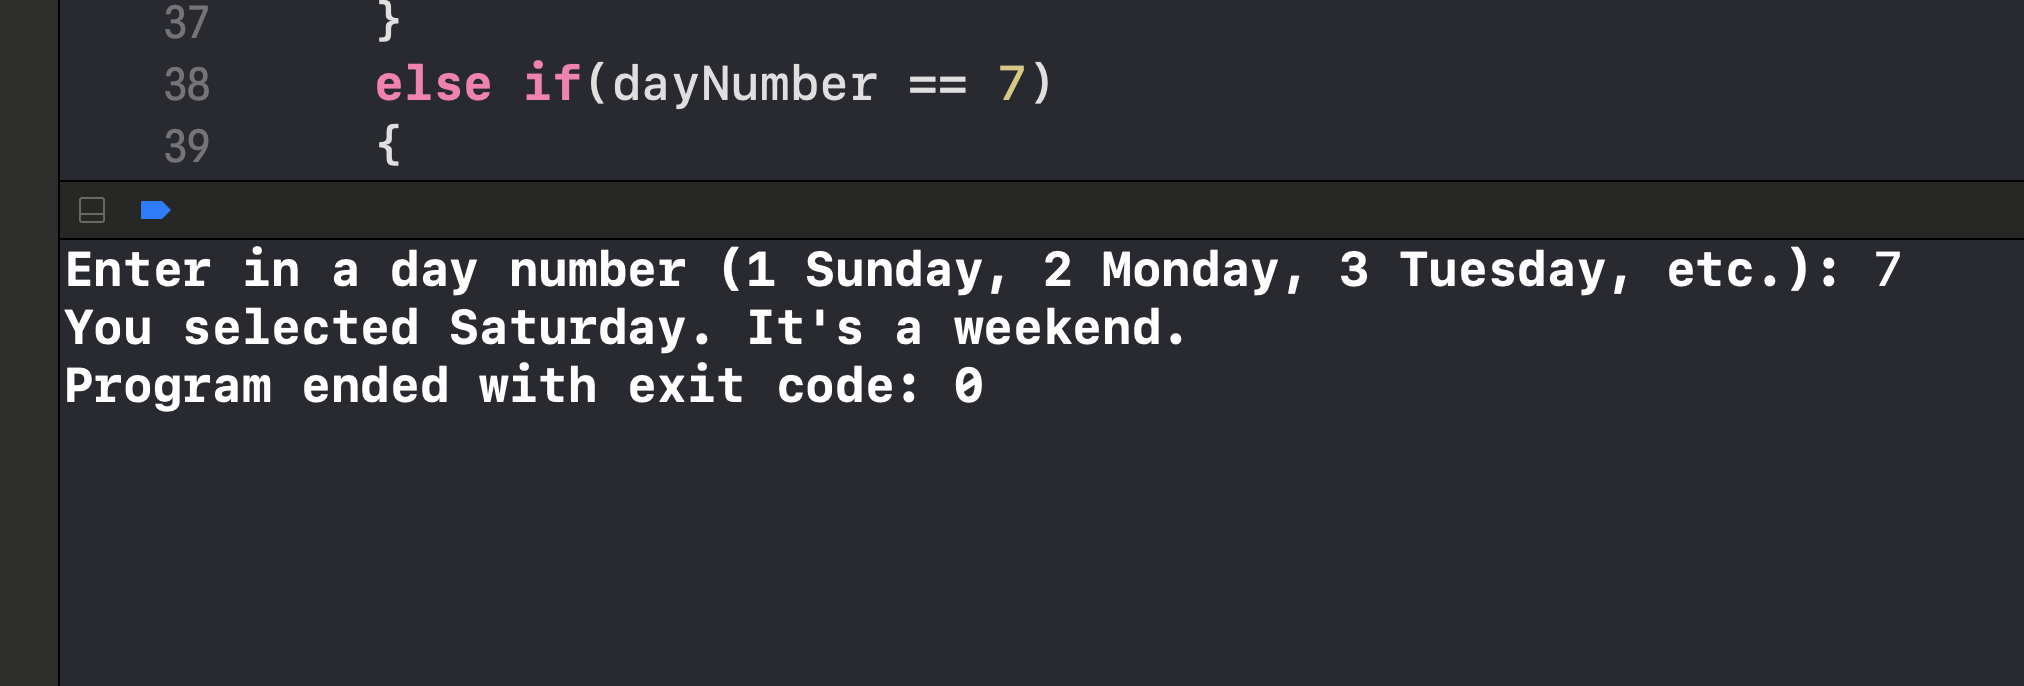 37 }
38 else if(dayNumber == 7)
39 {
Enter in a day number (1 Sunday, 2 Monday, 3 Tuesday, etc.): 7
You selected Saturday. It's a weekend.
Program ended with exit code: 0